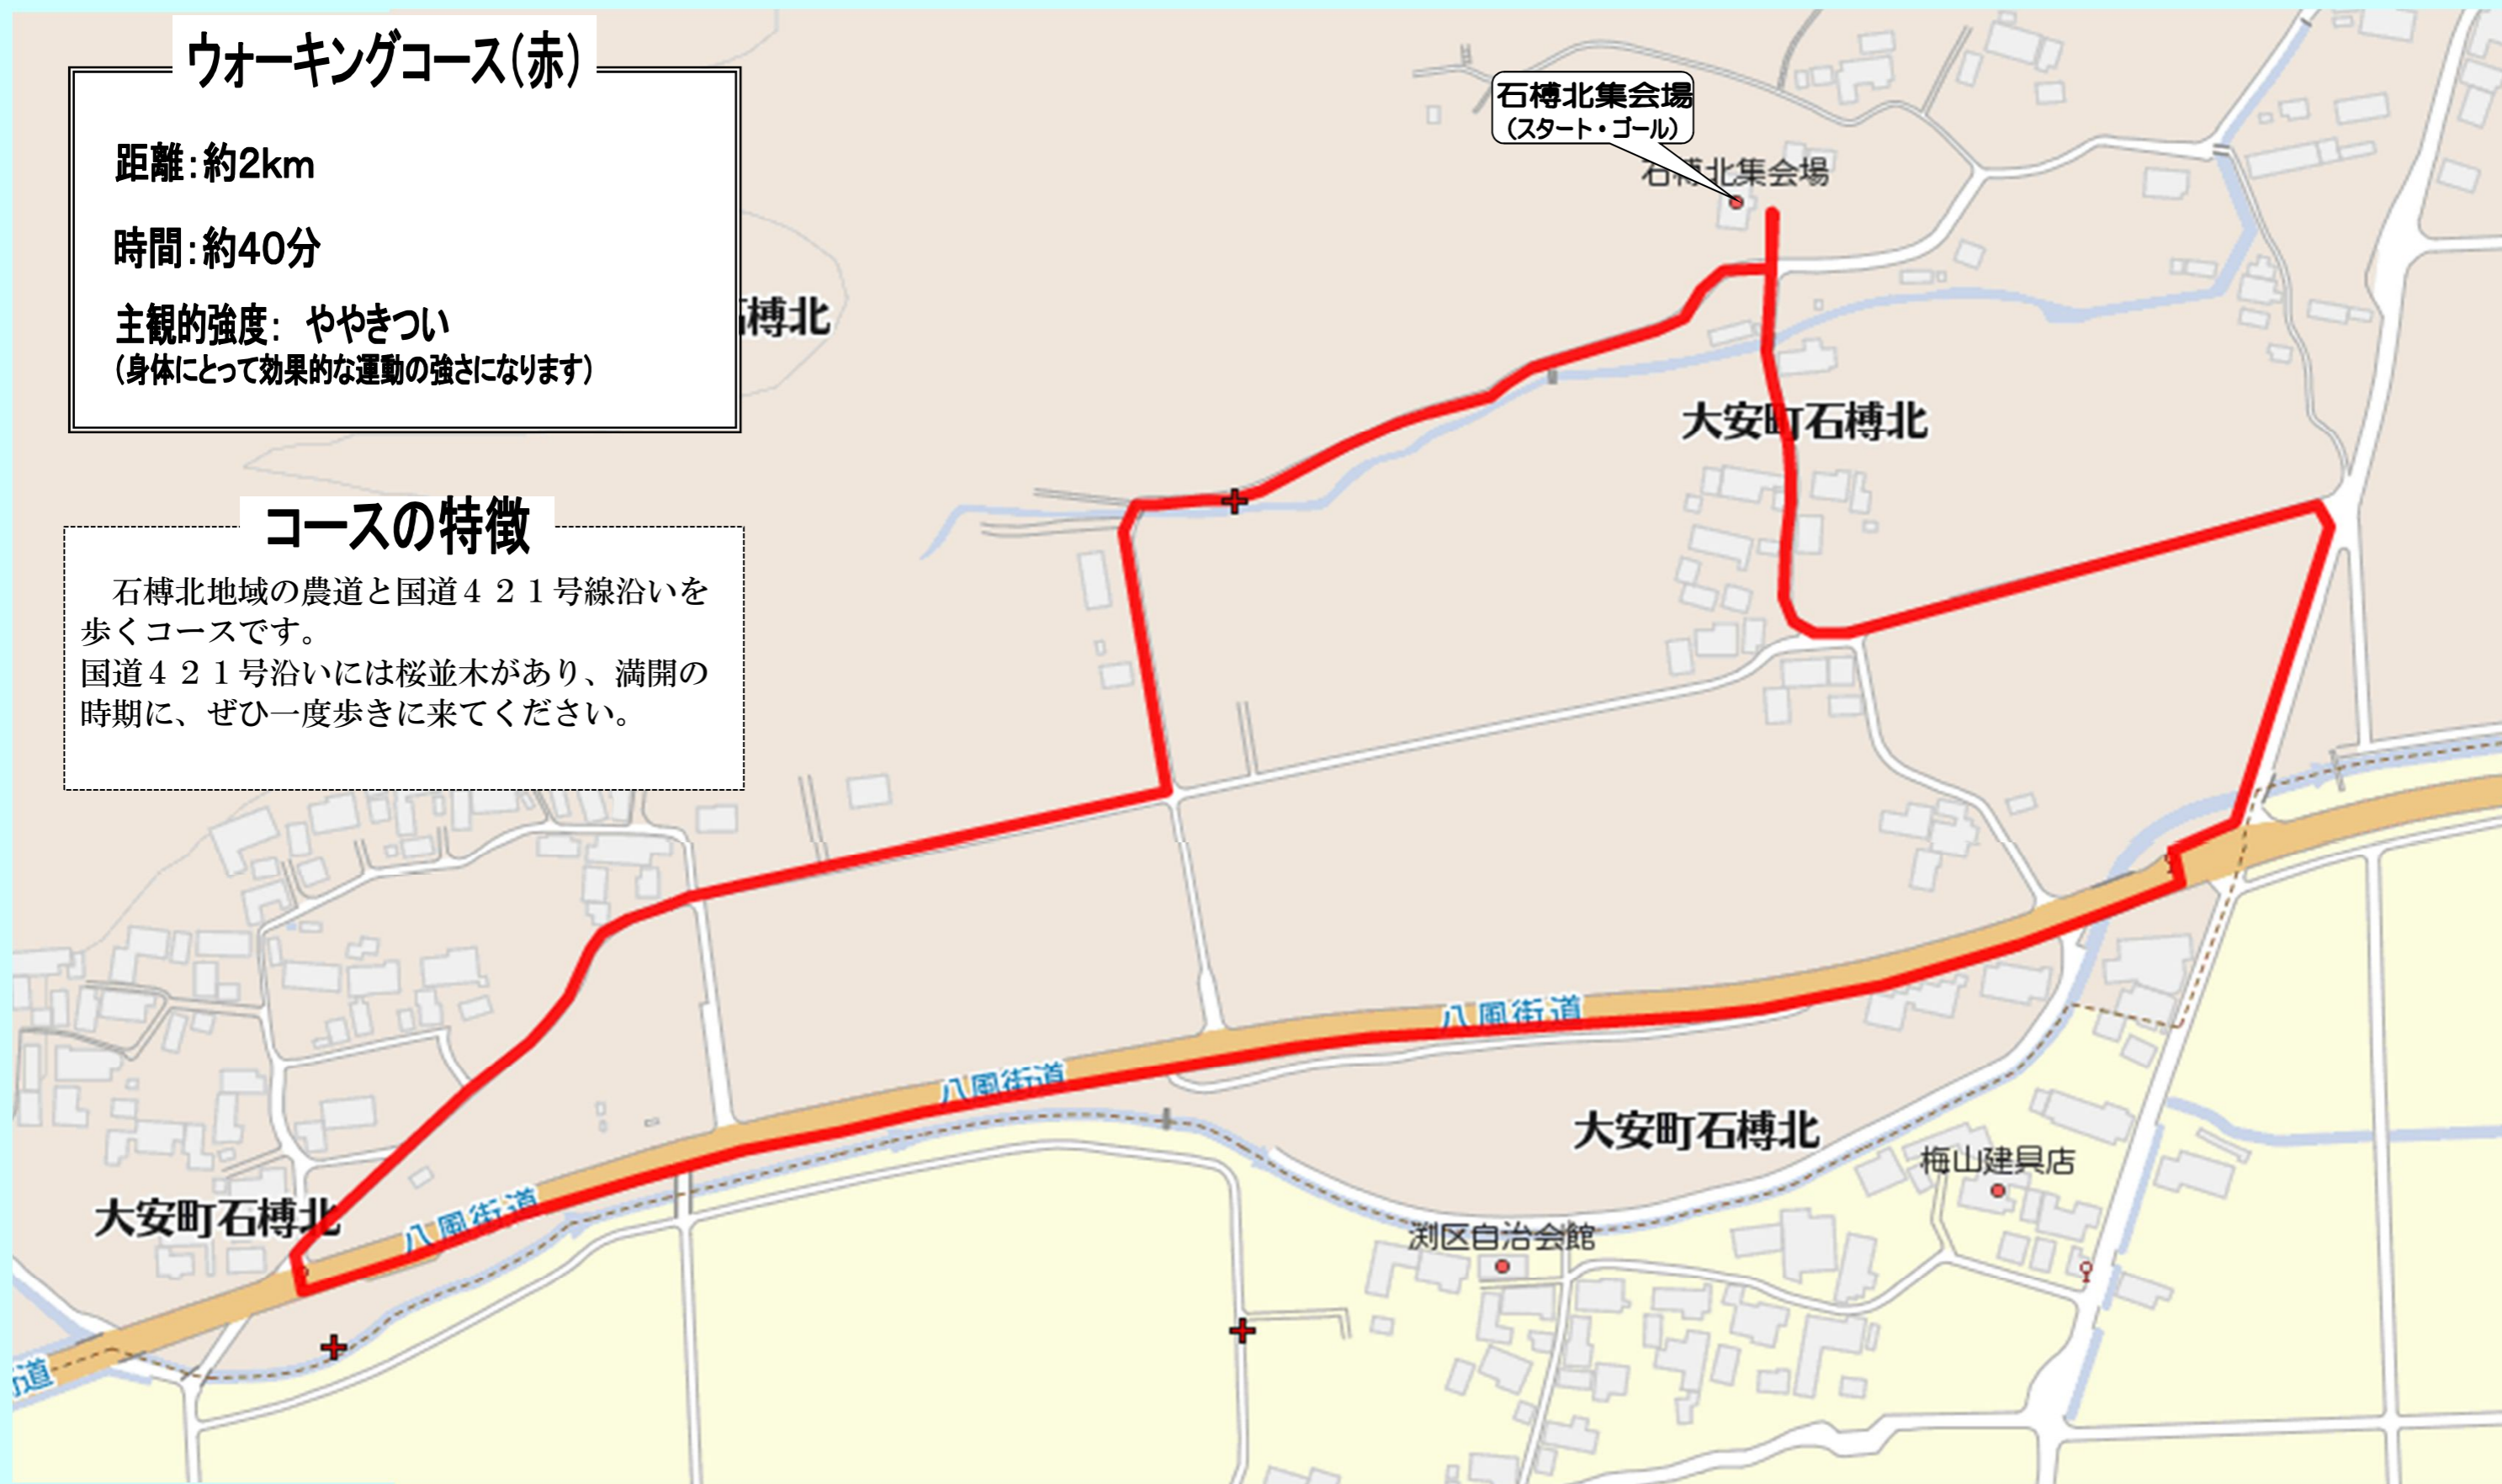 ウォーキングコース(赤)
距離：約2km
時間：約40分
主観的強度：　ややきつい
(身体にとって効果的な運動の強さになります)
コースの特徴
石榑北地域の農道と国道４２１号線沿いを
歩くコースです。
国道４２１号沿いには桜並木があり、満開の
時期に、ぜひ一度歩きに来てください。
石榑北集会場
（スタート・ゴール）
石榑北集会場
石榑北
大安町石榑北
八風街道
八風街道
大安町石榑北
梅山建具店
大安町石榑北
八風街道
渕区自治会館
街道